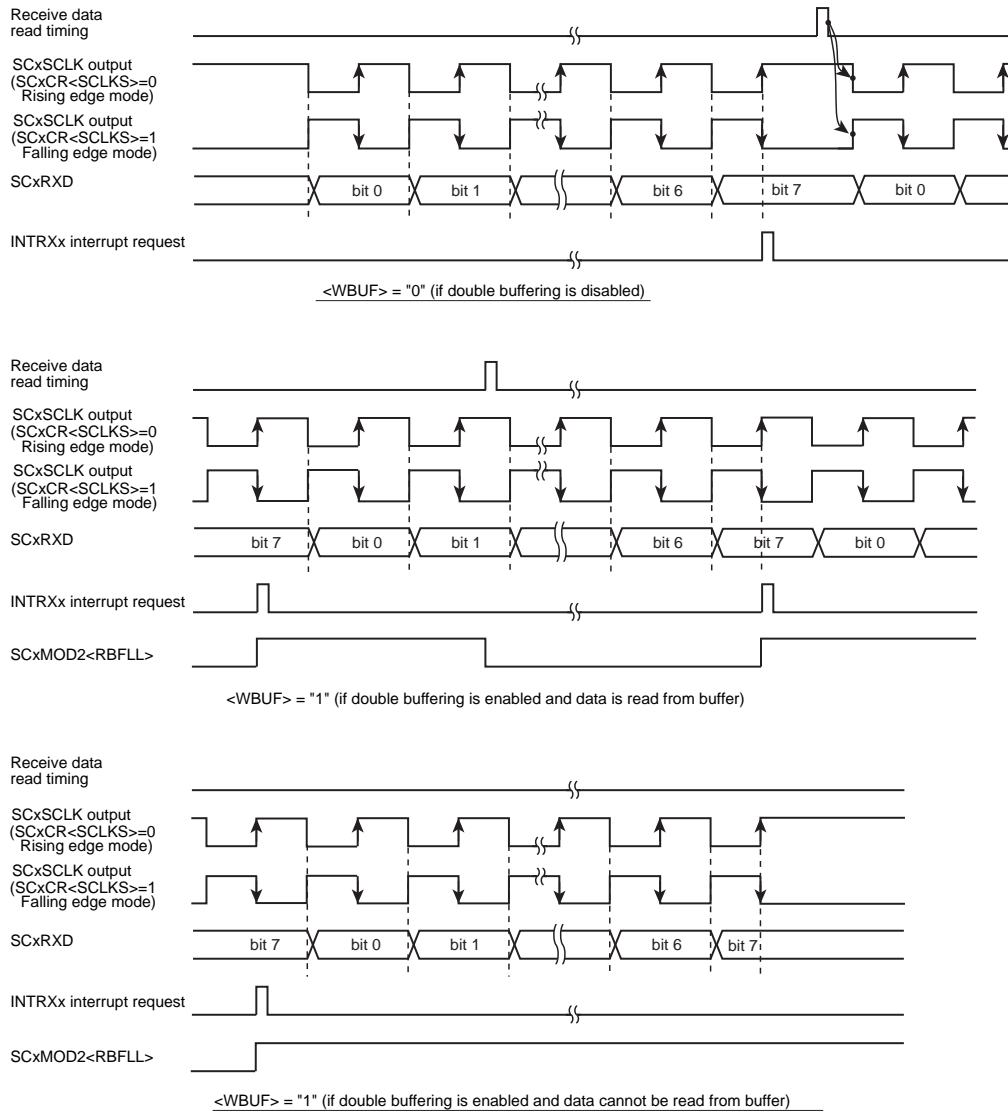 Receive data
read timing
SCxSCLK output
(SCxCR<SCLKS>=0
Rising edge mode)
SCxSCLK output
(SCxCR<SCLKS>=1
Falling edge mode)
SCxRXD
bit 0 bit 1 bit 6 bit 7 bit 0
INTRXx interrupt request
<WBUF> = "0" (if double buffering is disabled)
Receive data
read timing
SCxSCLK output
(SCxCR<SCLKS>=0
Rising edge mode)
SCxSCLK output
(SCxCR<SCLKS>=1
Falling edge mode)
SCxRXD
bit 7 bit 0 bit 1 bit 6 bit 7 bit 0
INTRXx interrupt request
SCxMOD2<RBFLL>
<WBUF> = "1" (if double buffering is enabled and data is read from buffer)
Receive data
read timing
SCxSCLK output
(SCxCR<SCLKS>=0
Rising edge mode)
SCxSCLK output
(SCxCR<SCLKS>=1
Falling edge mode)
SCxRXD
bit 7 bit 0 bit 1 bit 6 bit 7
INTRXx interrupt request
SCxMOD2<RBFLL>
<WBUF> = "1" (if double buffering is enabled and data cannot be read from buffer)